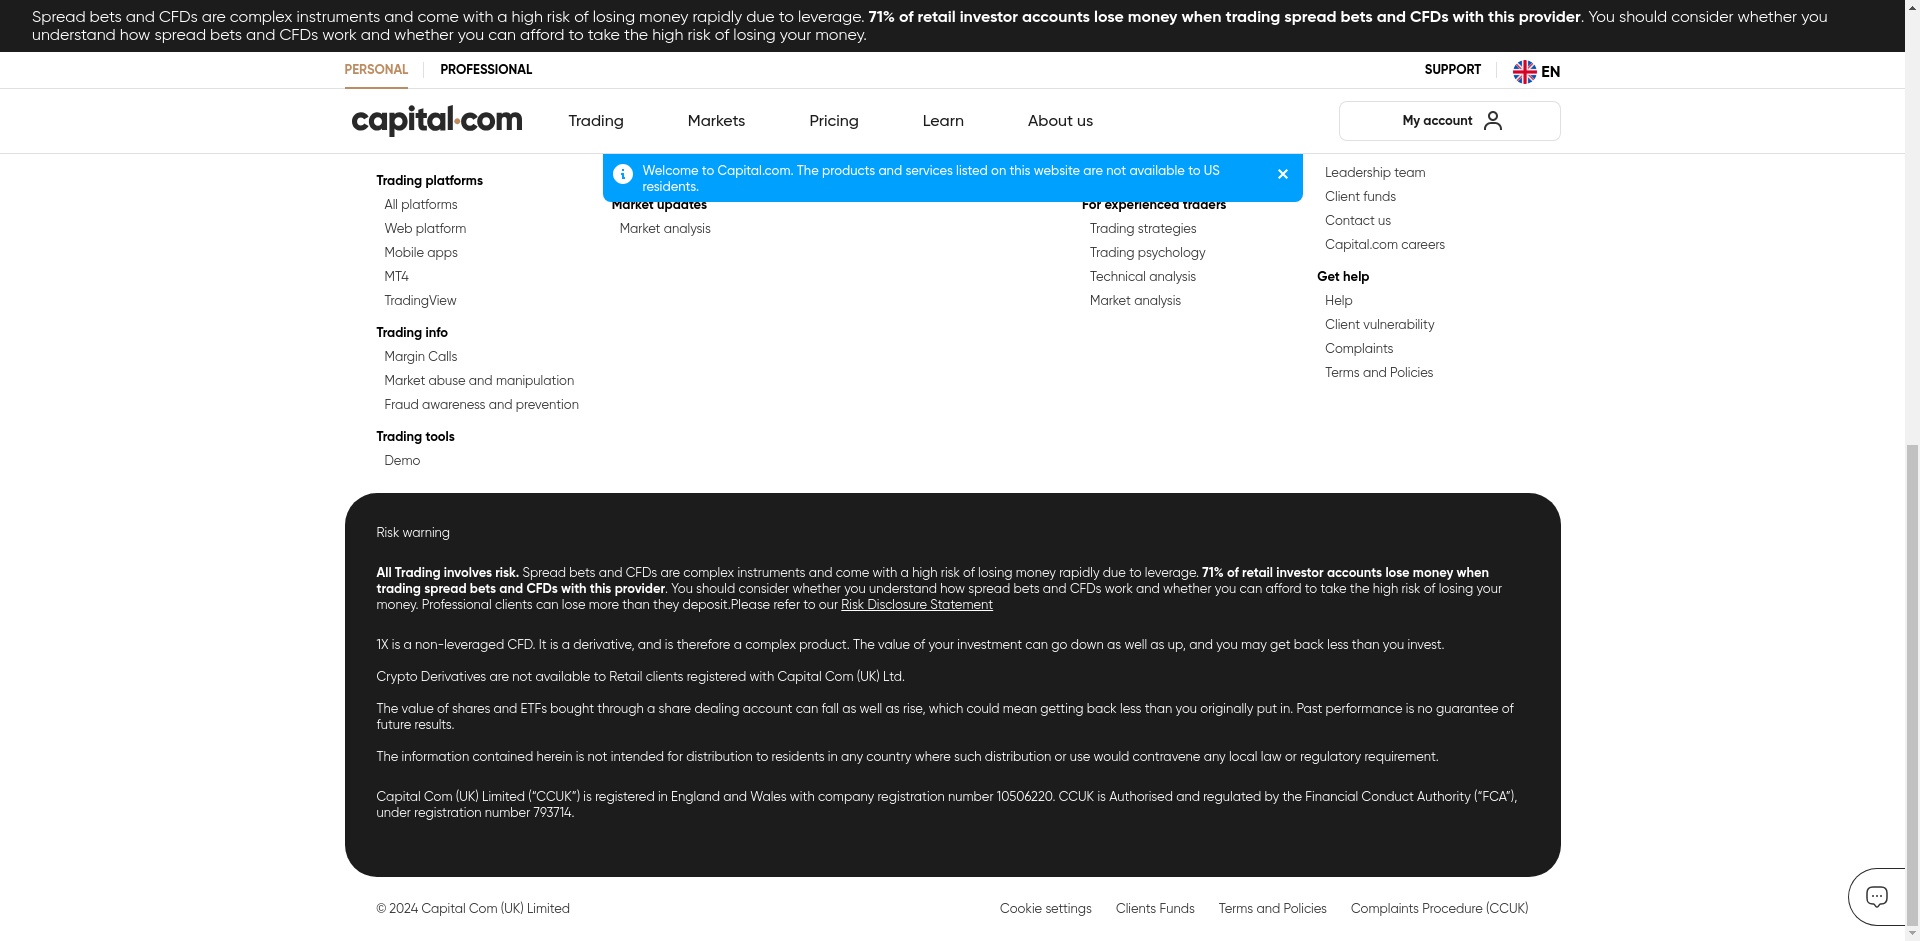 Spread bets and CFDs are complex instruments and come with a high risk of losing money rapidly due to leverage. 71% of retail investor accounts lose money when trading spread bets and CFDs with this provider. You should consider whether you
understand how spread bets and CFDs work and whether you can afford to take the high risk of losing your money.
PERSONAL
PROFESSIONAL
SUPPORT
EN
capital.com
Trading
Markets
Pricing
Learn
About us
My account
Welcome to Capital.com. The products and services listed on this website are not available to US
residents.
Trading platforms
All platforms
Web platform
Mobile apps
MT4
TradingView
Trading info
Margin Calls
Market abuse and manipulation
Fraud awareness and prevention
Trading tools
Demo
Market updates
Market analysis
For experienced traders
Trading strategies
Trading psychology
Technical analysis
Market analysis
Leadership team
Client funds
Contact us
Capital.com careers
Get help
Help
Client vulnerability
Complaints
Terms and Policies
Risk warning
All Trading involves risk. Spread bets and CFDs are complex instruments and come with a high risk of losing money rapidly due to leverage. 71% of retail investor accounts lose money when
trading spread bets and CFDs with this provider. You should consider whether you understand how spread bets and CFDs work and whether you can afford to take the high risk of losing your
money. Professional clients can lose more than they deposit.Please refer to our Risk Disclosure Statement
1X is a non-leveraged CFD. It is a derivative, and is therefore a complex product. The value of your investment can go down as well as up, and you may get back less than you invest.
Crypto Derivatives are not available to Retail clients registered with Capital Com (UK) Ltd.
The value of shares and ETFs bought through a share dealing account can fall as well as rise, which could mean getting back less than you originally put in. Past performance is no guarantee of
future results.
The information contained herein is not intended for distribution to residents in any country where such distribution or use would contravene any local law or regulatory requirement.
Capital Com (UK) Limited (“CCUK”) is registered in England and Wales with company registration number 10506220. CCUK is Authorised and regulated by the Financial Conduct Authority (“FCA”),
under registration number 793714.
© 2024 Capital Com (UK) Limited
Cookie settings
Clients Funds
Terms and Policies
Complaints Procedure (CCUK)